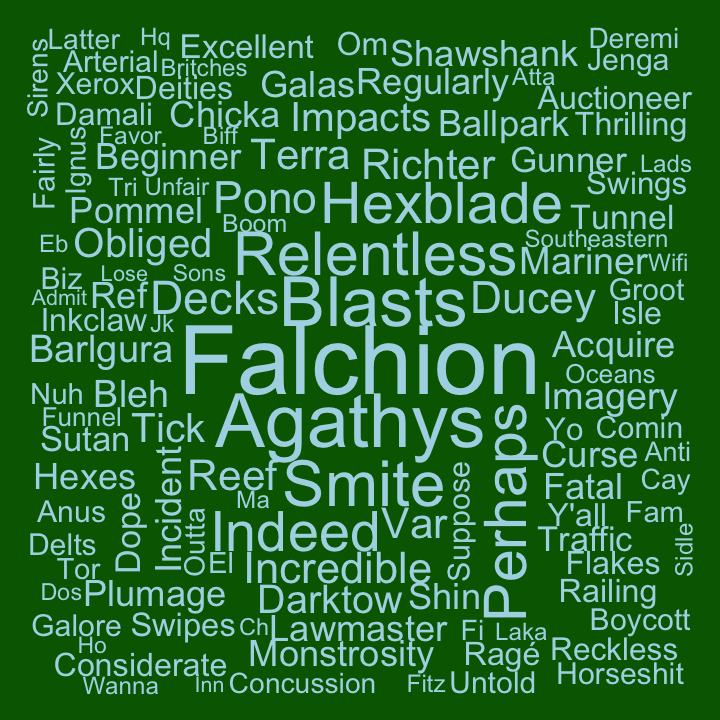 Latter Hq Excellent Om Shawshank Deremi
Sirens Arterial Britches Jenga
Xerox Deities Galas Regularly Atta Auctioneer
Damali Chicka Impacts Ballpark Thrilling
Fairly Ignus Favor Biff
Beginner Terra Richter Gunner Lads
Tri Unfair Pono Hexblade Swings
Pommel Boom Tunnel
Eb Obliged Relentless Southeastern
Biz Lose Sons Mariner Wifi
Admit Ref Decks Blasts Ducey Groot
Inkclaw Jk Isle
Barlgura Falchion Acquire
Oceans
Nuh Bleh Agathys Imagery
Funnel Tick Perhaps Yo Comin
Sutan Curse Anti
Hexes Incident Reef Smite Suppose Fatal Cay
Anus Dope Ma Y'all Fam
Delts Outta Indeed Var Traffic Sidle
Tor El Incredible Flakes
Dos Plumage Darktow Shin Railing
Galore Swipes Ch Lawmaster Fi Laka Boycott
Ho Monstrosity Ragé Reckless
Considerate Horseshit
Wanna Inn Concussion Fitz Untold